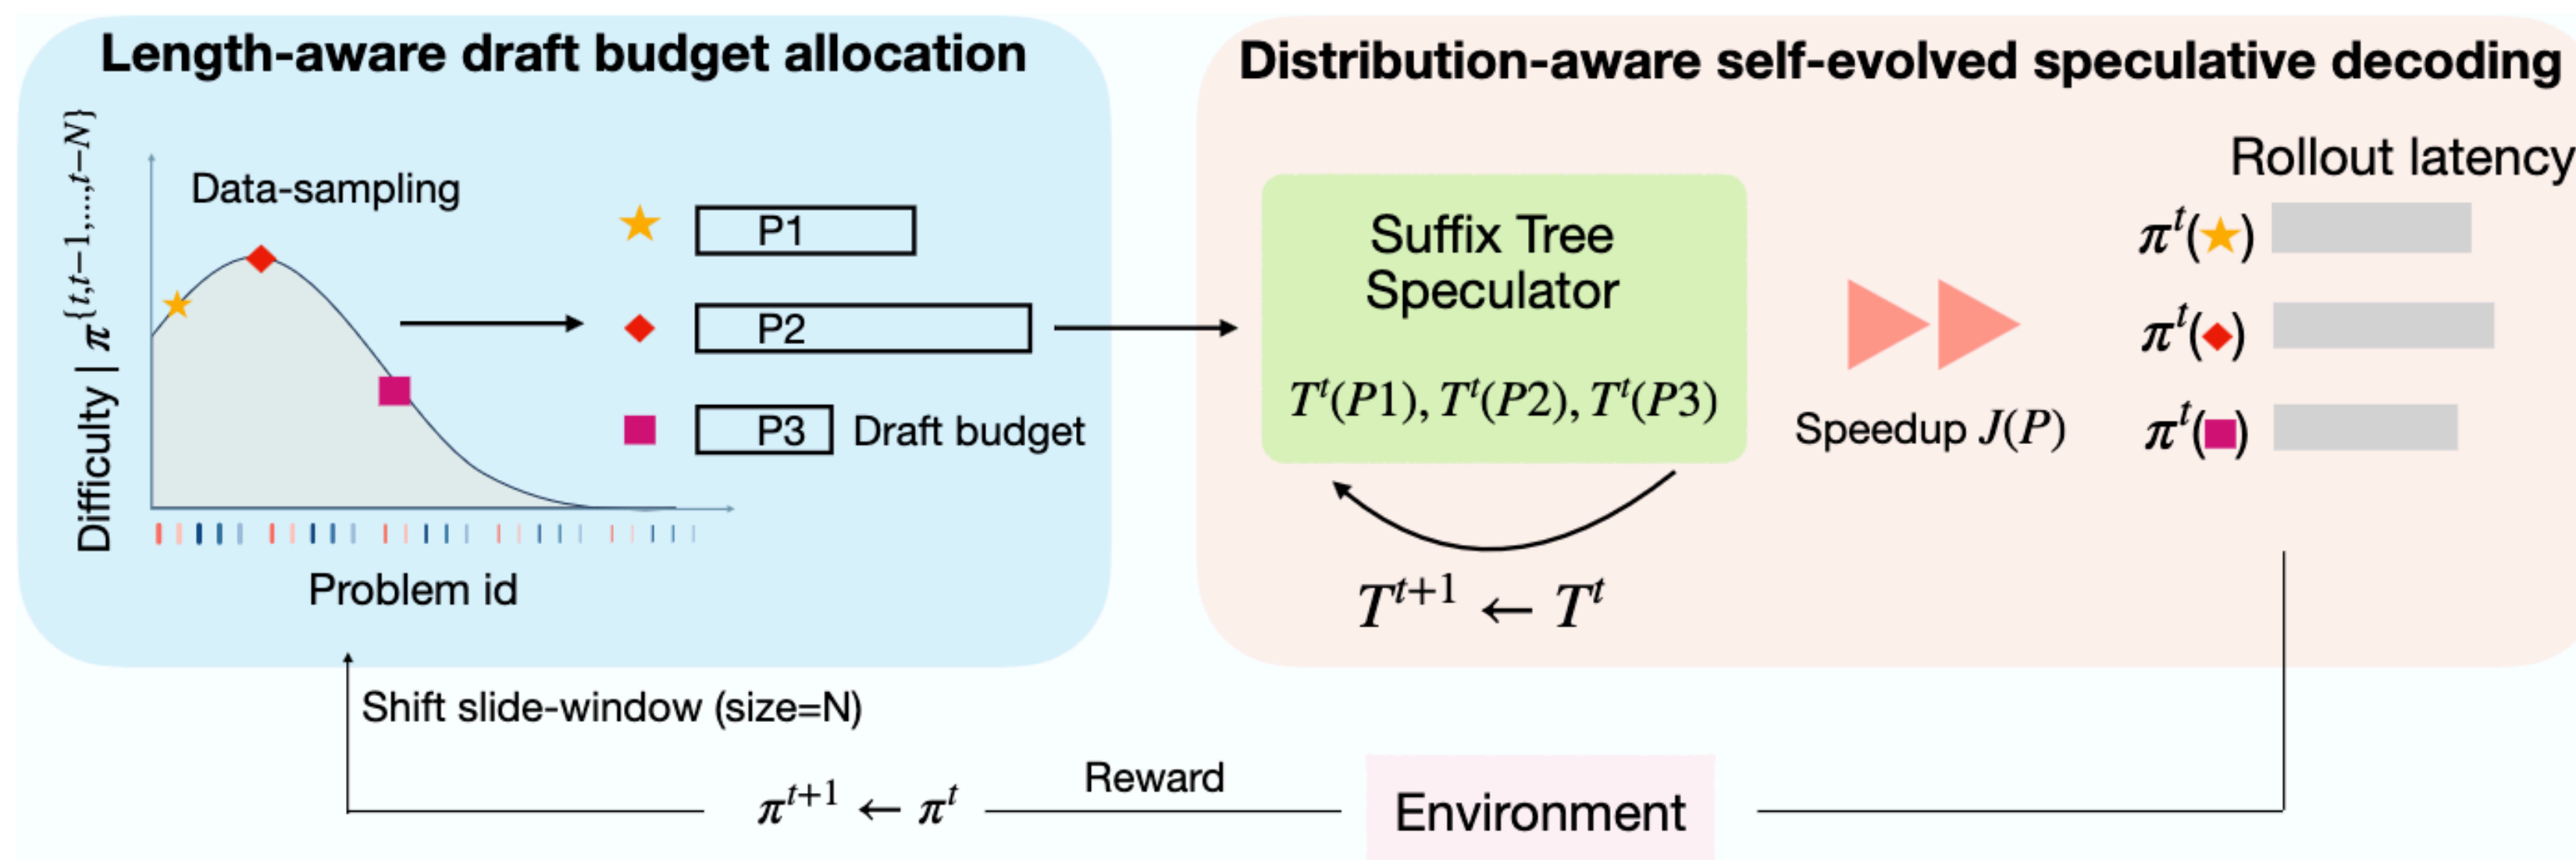 Length-aware draft budget allocation
Difficulty | π^{t,t−1,...,t−N}
Data-sampling
P1
P2
P3
Draft budget
Problem id
Distribution-aware self-evolved speculative decoding
Suffix Tree
Speculator
T^t(P1), T^t(P2), T^t(P3)
T^{t+1} ← T^t
Speedup J(P)
Rollout latency
π^t(★)
π^t(◆)
π^t(■)
Shift slide-window (size=N)
π^{t+1} ← π^t
Reward
Environment